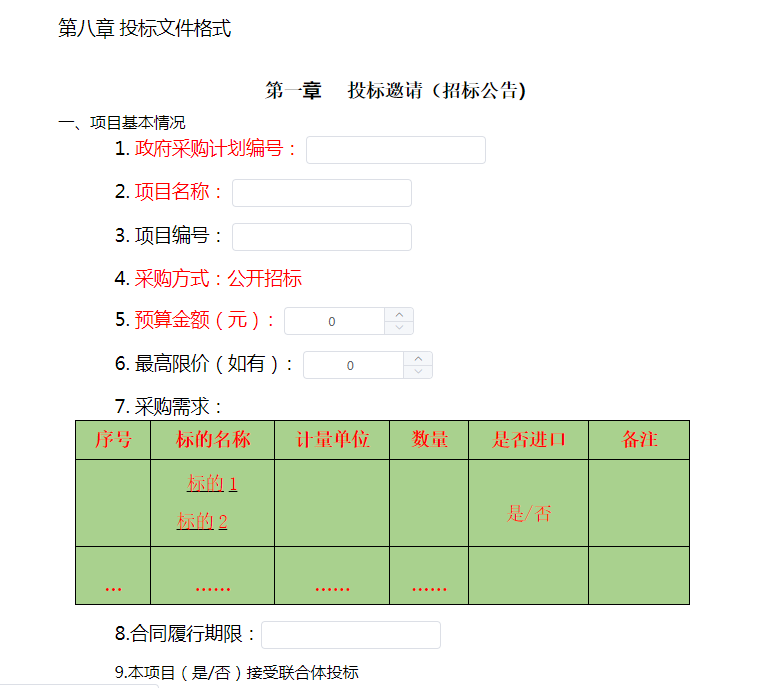 第八章 投标文件格式
第一章 投标邀请（招标公告)
一、项目基本情况
1. 政府采购计划编号：
2. 项目名称：
3. 项目编号：
4. 采购方式：公开招标
5. 预算金额（元）： 0
6. 最高限价（如有）： 0
7. 采购需求：
序号 标的名称 计量单位 数量 是否进口 备注
标的 1
标的 2
是/否
... ...... ...... ......
8.合同履行期限：
9.本项目（是/否）接受联合体投标